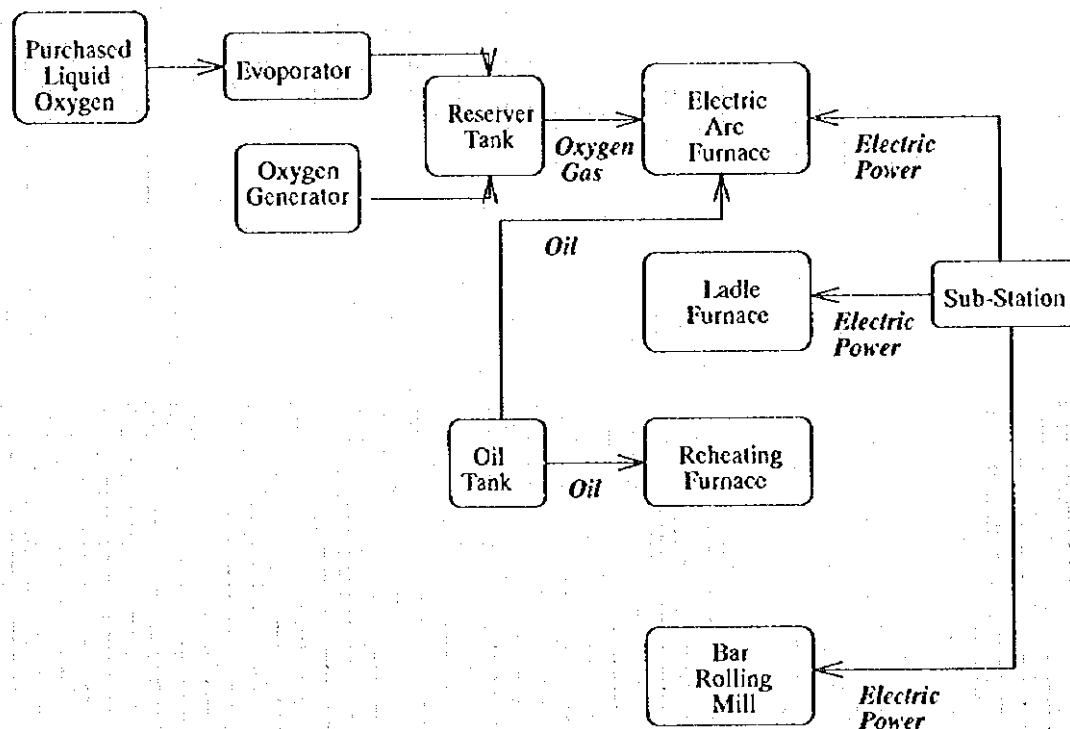 Purchased
Liquid
Oxygen
Evoporator
Reserver
Tank
Oxygen
Gas
Electric
Arc
Furnace
Electric
Power
Oxygen
Generator
Oil
Ladle
Furnace
Electric
Power
Sub-Station
Oil
Tank
Oil
Reheating
Furnace
Bar
Rolling
Mill
Electric
Power